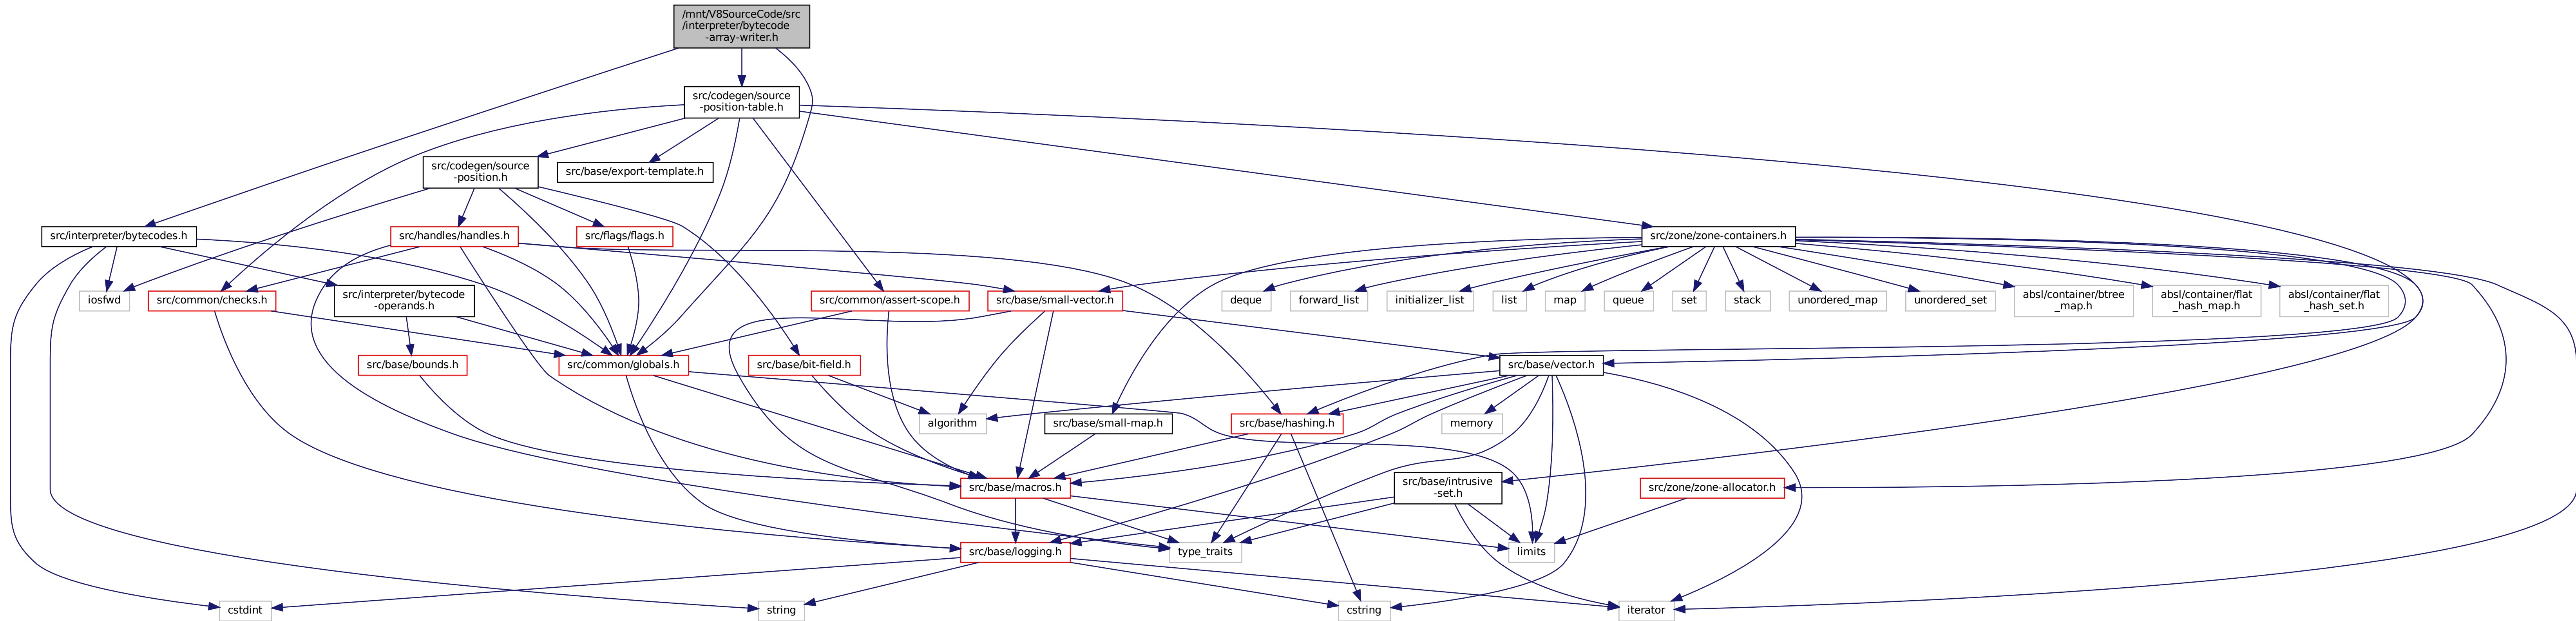 /mnt/V8SourceCode/src
/interpreter/bytecode
-array-writer.h
src/codegen/source
-position-table.h
src/codegen/source
-position.h
src/base/export-template.h
src/interpreter/bytecodes.h
src/handles/handles.h
src/flags/flags.h
src/zone/zone-containers.h
iosfwd
src/common/checks.h
src/interpreter/bytecode
-operands.h
src/common/assert-scope.h
src/base/small-vector.h
deque
forward_list
initializer_list
list
map
queue
set
stack
unordered_map
unordered_set
absl/container/btree
_map.h
absl/container/flat
_hash_map.h
absl/container/flat
_hash_set.h
src/base/bounds.h
src/common/globals.h
src/base/bit-field.h
src/base/vector.h
algorithm
src/base/small-map.h
src/base/hashing.h
memory
src/base/macros.h
src/base/intrusive
-set.h
src/zone/zone-allocator.h
src/base/logging.h
type_traits
limits
cstdint
string
cstring
iterator